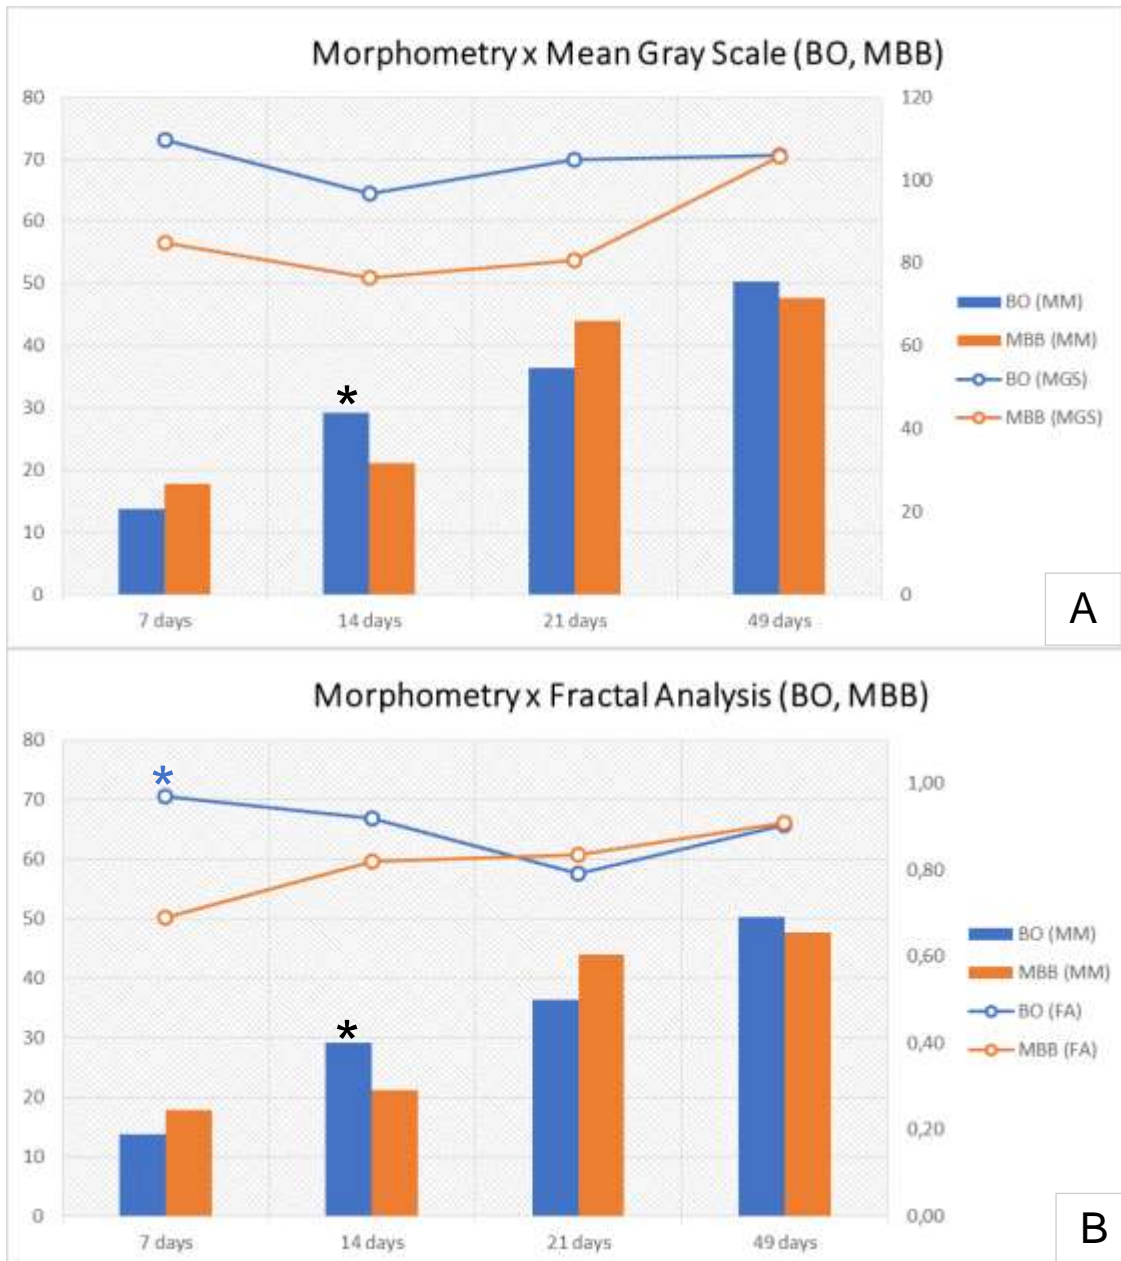 Morphometry x Mean Gray Scale (BO, MBB)
80
70
60
50
40
30
20
10
0
120
100
80
60
40
20
0
*
7 days 14 days 21 days 49 days
BO (MM)
MBB (MM)
BO (MGS)
MBB (MGS)
A
Morphometry x Fractal Analysis (BO, MBB)
80
70
60
50
40
30
20
10
0
1,00
0,80
0,60
0,40
0,20
0,00
*
*
7 days 14 days 21 days 49 days
BO (MM)
MBB (MM)
BO (FA)
MBB (FA)
B